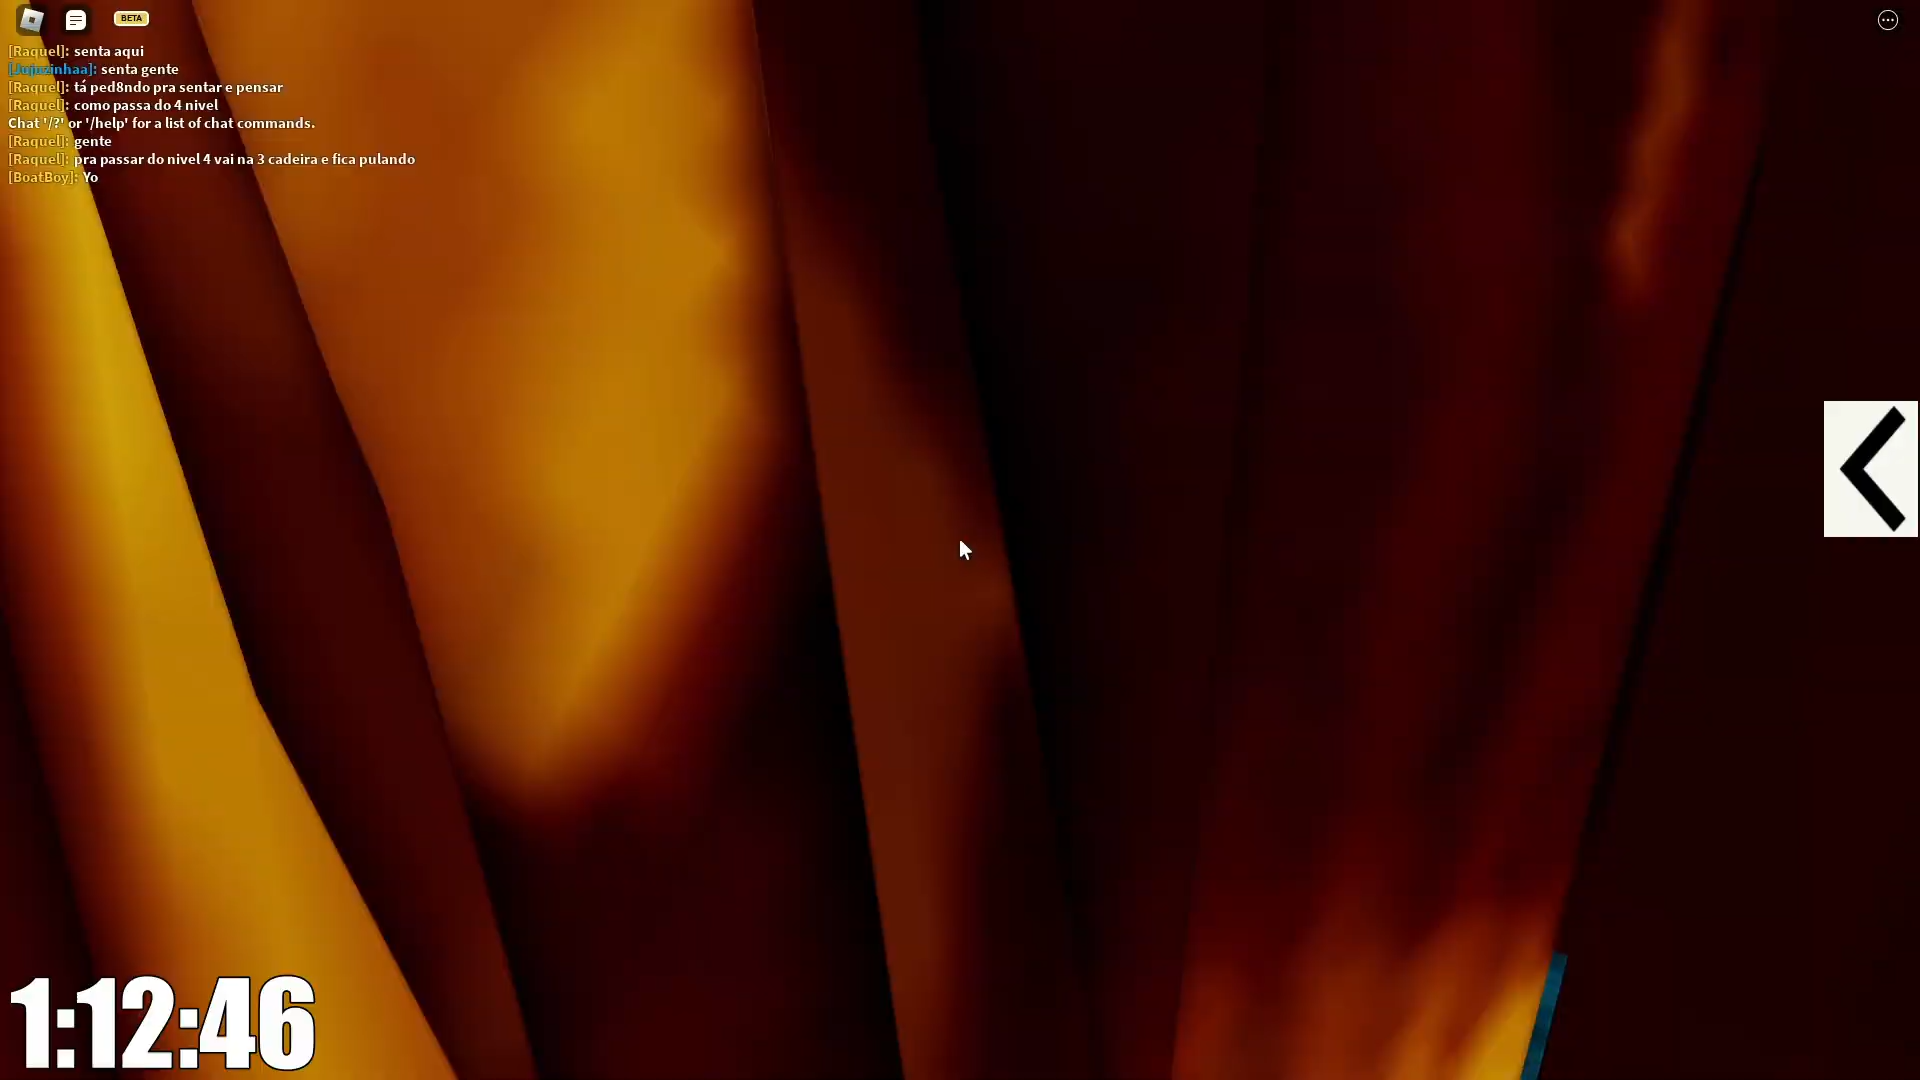 BETA
[Raquel]: senta aqui
[Jujuzinhaa]: senta gente
[Raquel]: tá ped8ndo pra sentar e pensar
[Raquel]: como passa do 4 nivel
Chat '/?' or '/help' for a list of chat commands.
[Raquel]: gente
[Raquel]: pra passar do nivel 4 vai na 3 cadeira e fica pulando
[BoatBoy]: Yo
1:12:46